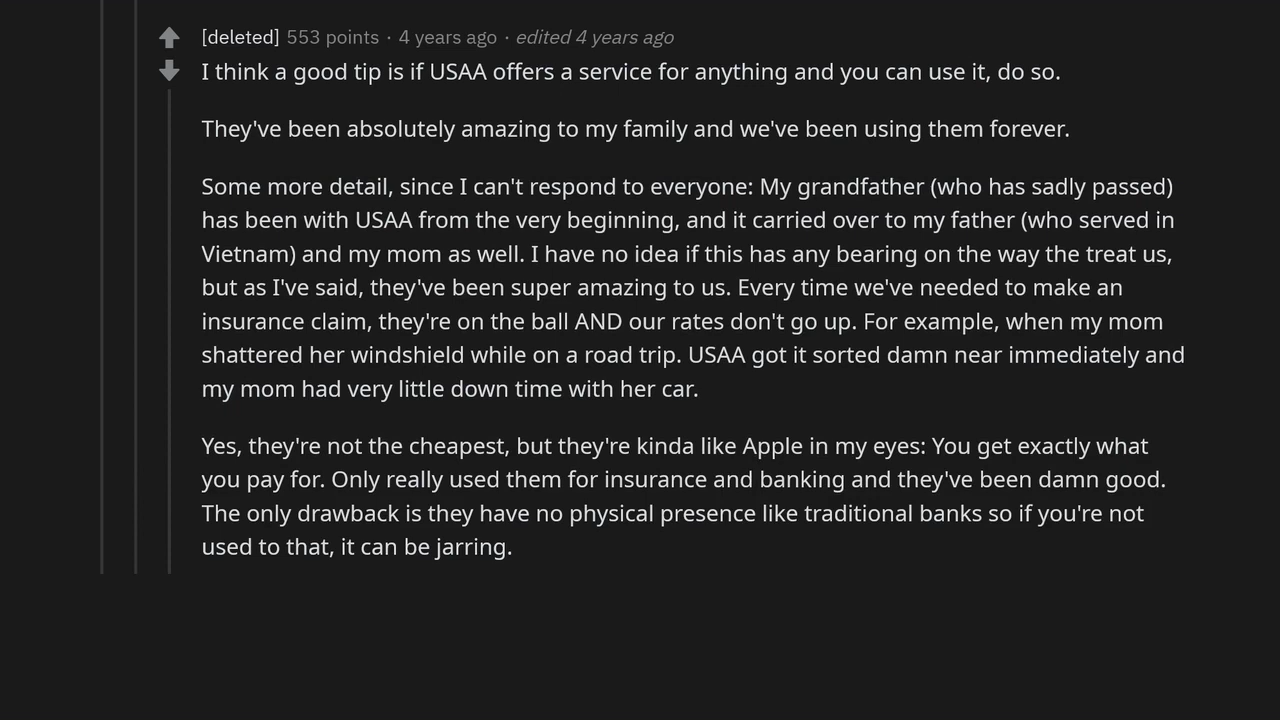 [deleted] 553 points · 4 years ago · edited 4 years ago
I think a good tip is if USAA offers a service for anything and you can use it, do so.
They've been absolutely amazing to my family and we've been using them forever.
Some more detail, since I can't respond to everyone: My grandfather (who has sadly passed)
has been with USAA from the very beginning, and it carried over to my father (who served in
Vietnam) and my mom as well. I have no idea if this has any bearing on the way the treat us,
but as I've said, they've been super amazing to us. Every time we've needed to make an
insurance claim, they're on the ball AND our rates don't go up. For example, when my mom
shattered her windshield while on a road trip. USAA got it sorted damn near immediately and
my mom had very little down time with her car.
Yes, they're not the cheapest, but they're kinda like Apple in my eyes: You get exactly what
you pay for. Only really used them for insurance and banking and they've been damn good.
The only drawback is they have no physical presence like traditional banks so if you're not
used to that, it can be jarring.